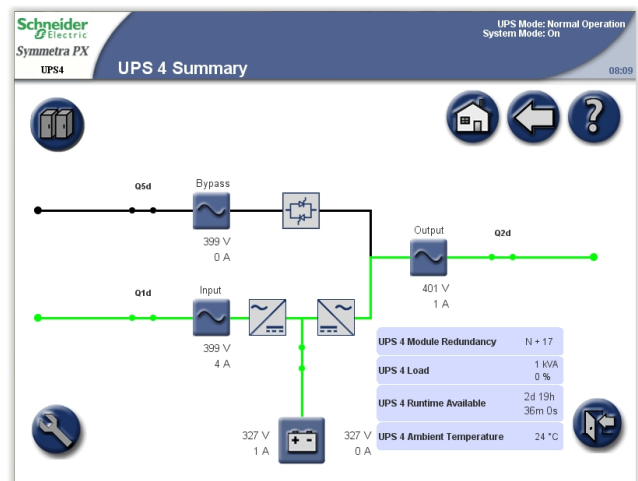 Schneider
Electric
Symmetra PX
UPS4
UPS 4 Summary
UPS Mode: Normal Operation
System Mode: On
08:09
Q5d
Bypass
399 V
0 A
Output
Q2d
401 V
1 A
Q1d
Input
399 V
4 A
UPS 4 Module Redundancy N + 17
UPS 4 Load 1 kVA
0 %
UPS 4 Runtime Available 2d 19h
36m 0s
UPS 4 Ambient Temperature 24 °C
327 V
1 A
327 V
0 A